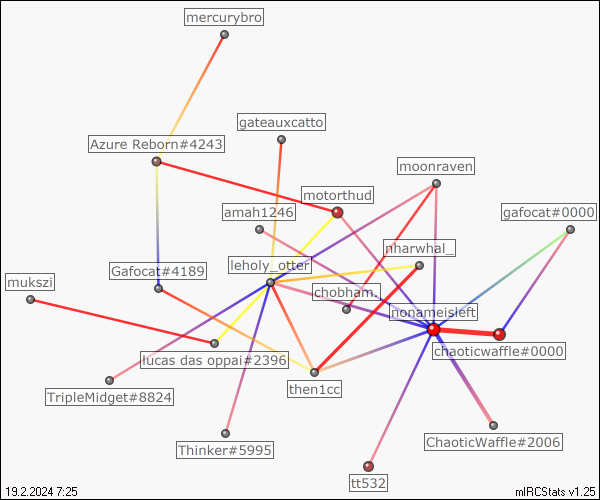 mercurybro
gateauxcatto
Azure Reborn#4243
moonraven
motorthud
amah1246
gafocat#0000
nharwhal_
leholy_otter
Gafocat#4189
mukszi
chobham.
nonameisleft
chaoticwaffle#0000
lucas das oppai#2396
then1cc
TripleMidget#8824
ChaoticWaffle#2006
Thinker#5995
tt532
19.2.2024 7:25
mIRCStats v1.25